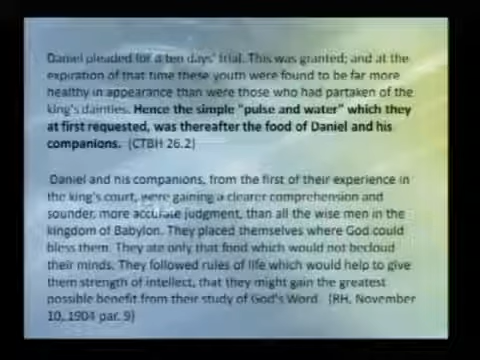 Daniel pleaded for a ten days' trial. This was granted; and at the
expiration of that time these youth were found to be far more
healthy in appearance than were those who had partaken of the
king's dainties. Hence the simple "pulse and water" which they
at first requested, was thereafter the food of Daniel and his
companions. (CTBH 26.2)
Daniel and his companions, from the first of their experience in
the king's court, were gaining a clearer comprehension and
sounder, more accurate judgment, than all the wise men in the
kingdom of Babylon. They placed themselves where God could
bless them. They ate only that food which would not becloud
their minds. They followed rules of life which would help to give
them strength of intellect, that they might gain the greatest
possible benefit from their study of God's Word. (RH, November
10, 1904 par. 9)